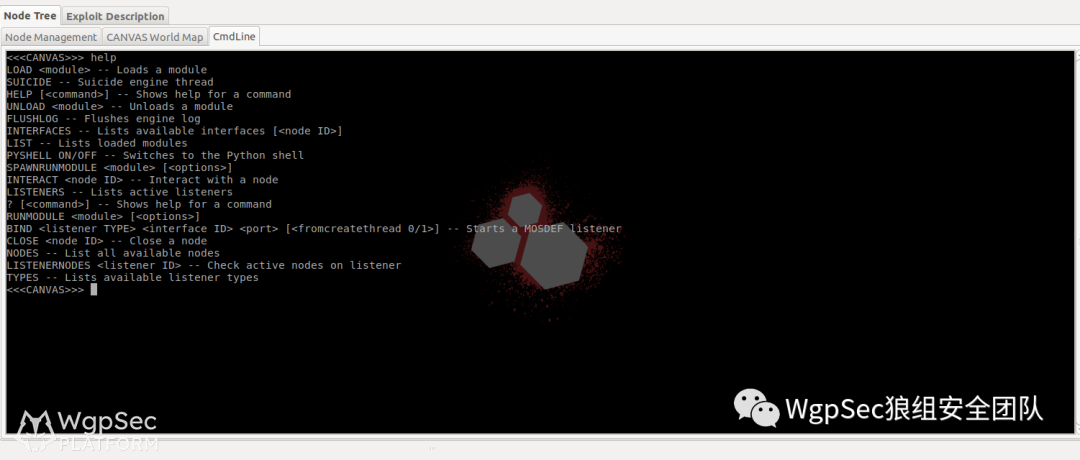 Node Tree
Exploit Description
Node Management
CANVAS World Map
CmdLine
<<<CANVAS>>> help
LOAD <module> -- Loads a module
SUICIDE -- Suicide engine thread
HELP [<command>] -- Shows help for a command
UNLOAD <module> -- Unloads a module
FLUSHLOG -- Flushes engine log
INTERFACES -- Lists available interfaces [<node ID>]
LIST -- Lists loaded modules
PYSHELL ON/OFF -- Switches to the Python shell
SPAWNRUNMODULE <module> [<options>]
INTERACT <node ID> -- Interact with a node
LISTENERS -- Lists active listeners
? [<command>] -- Shows help for a command
RUNMODULE <module> [<options>]
BIND <listener TYPE> <interface ID> <port> [<fromcreatethread 0/1>] -- Starts a MOSDEF listener
CLOSE <node ID> -- Close a node
NODES -- List all available nodes
LISTENERNODES <listener ID> -- Check active nodes on listener
TYPES -- Lists available listener types
<<<CANVAS>>>
WgpSec
PLATFORM
WgpSec狼组安全团队